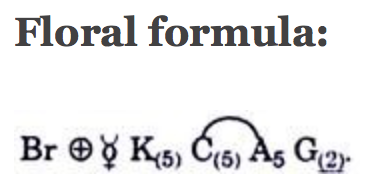 Floral formula:
Br ⊕ ⚥ K(5) C(5) A5 G(2).